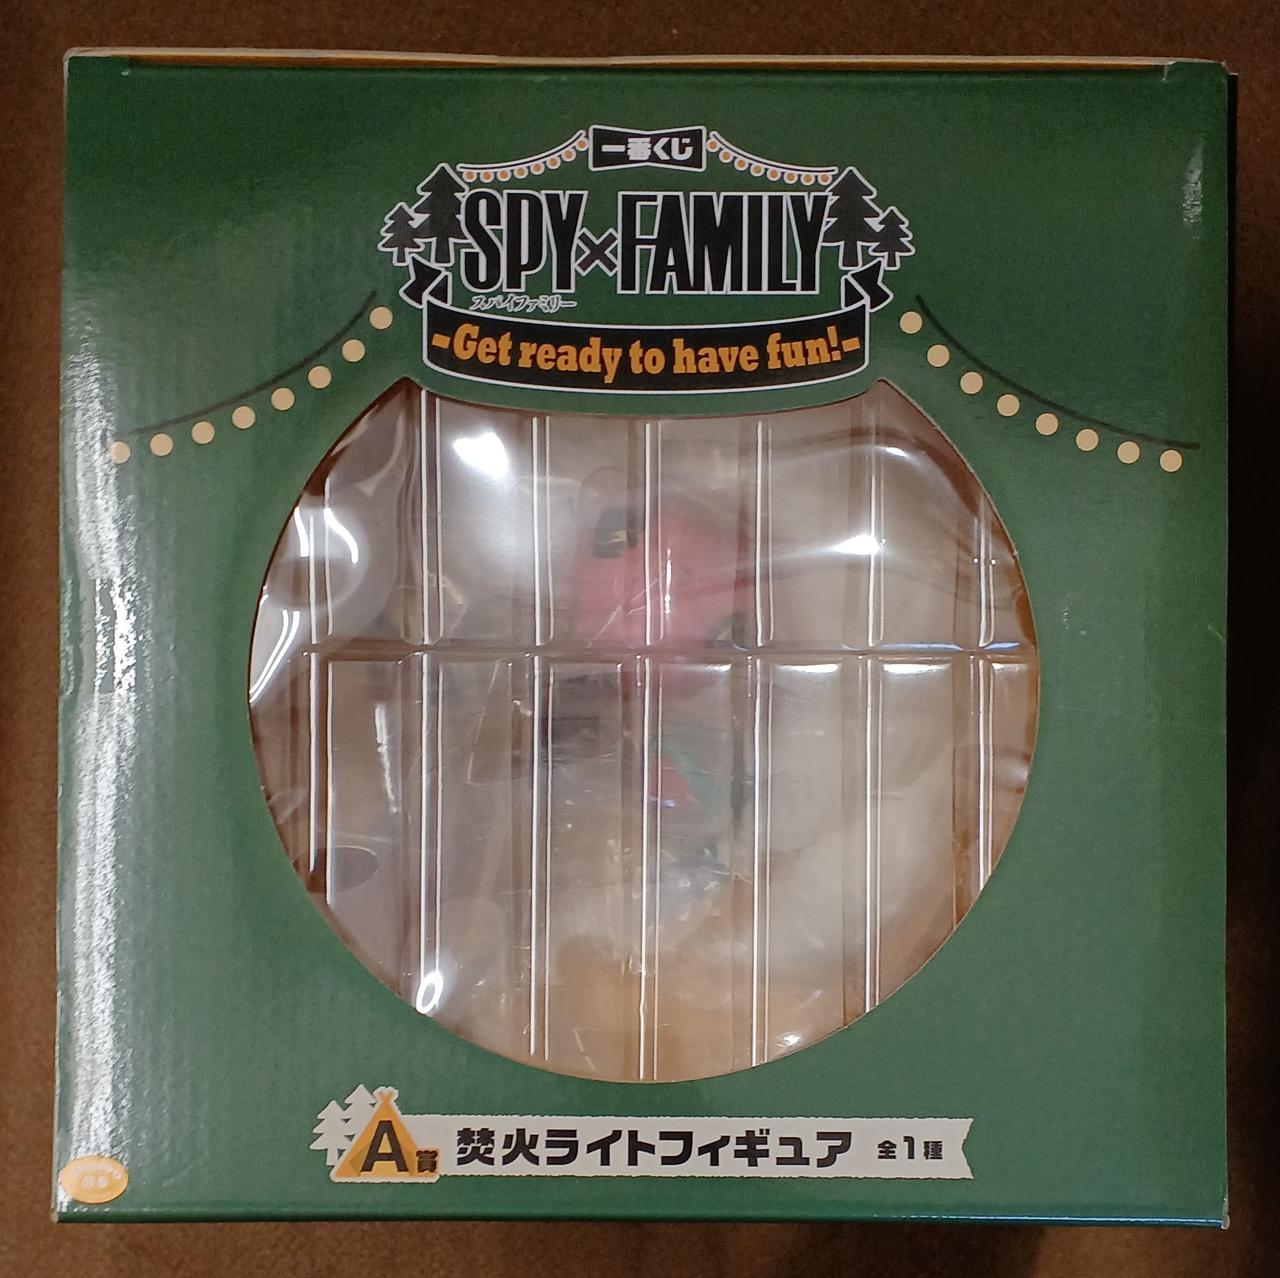 一番くじ
SPY×FAMILY
スパイファミリー
-Get ready to have fun!-
A賞 焚火ライトフィギュア 全1種